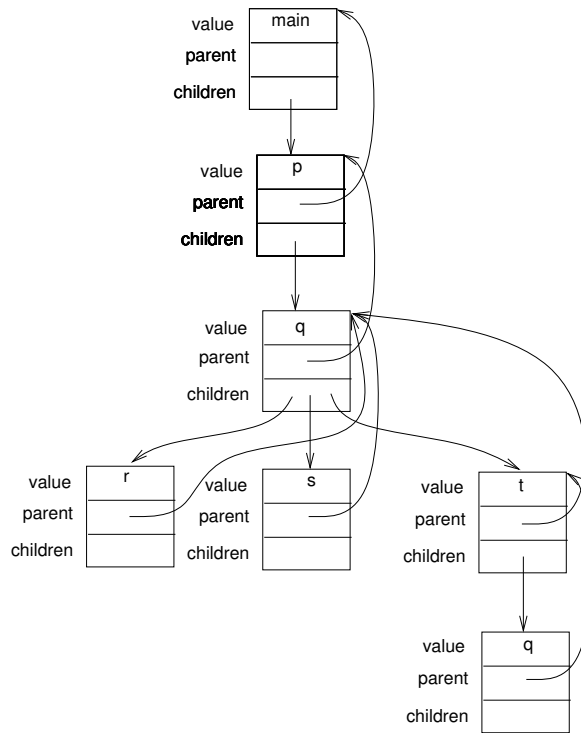 value main
parent
children
value p
parent
children
value q
parent
children
value r value s value t
parent parent parent
children children children
value q
parent
children